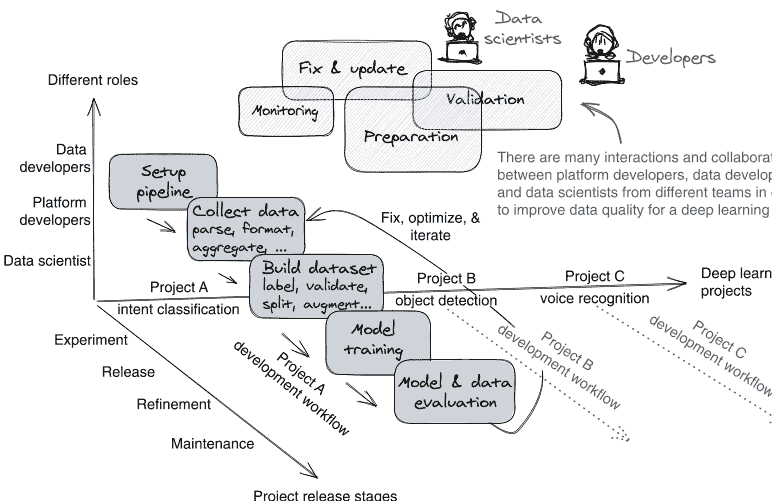 Data
scientists
Developers
Different roles
Fix & update
Monitoring
Validation
Preparation
There are many interactions and
between platform developers, data
and data scientists from different teams in
to improve data quality for a deep learning
Data
developers
Platform
developers
Data scientist
Setup
pipeline
Collect data
parse, format,
aggregate, ...
Fix, optimize, &
iterate
Build dataset
label, validate,
split, augment...
Project A
intent classification
Project B
object detection
Project C
voice recognition
Deep
projects
Model
training
Model & data
evaluation
Project A
development workflow
Project B
development workflow
Project C
development workflow
Experiment
Release
Refinement
Maintenance
Project release stages